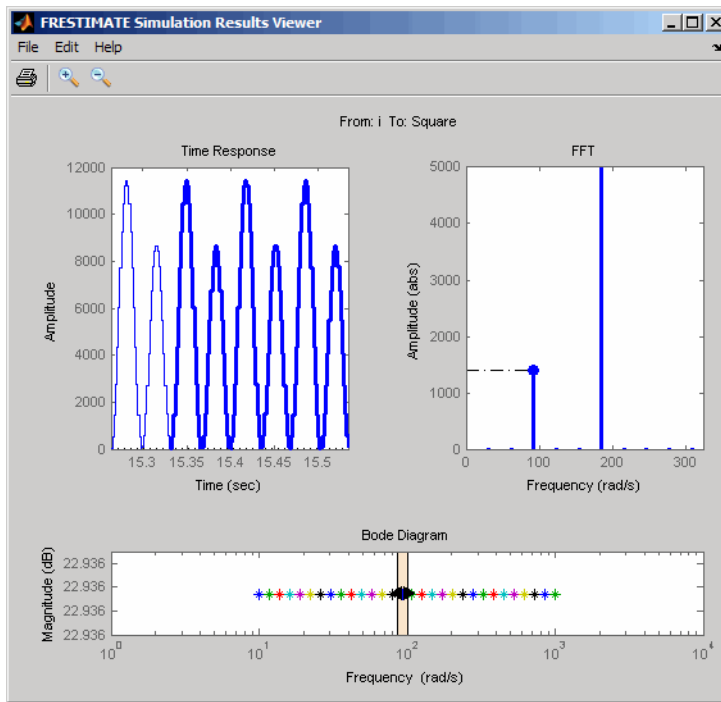 FRESTIMATE Simulation Results Viewer
File Edit Help
From: i To: Square
Time Response
12000
10000
8000
6000
4000
2000
0
Amplitude
15.3 15.35 15.4 15.45 15.5
Time (sec)
FFT
5000
4000
3000
2000
1000
0
Amplitude (abs)
0 100 200 300
Frequency (rad/s)
Bode Diagram
22.936
22.936
22.936
22.936
Magnitude (dB)
10^0 10^1 10^2 10^3 10^4
Frequency (rad/s)